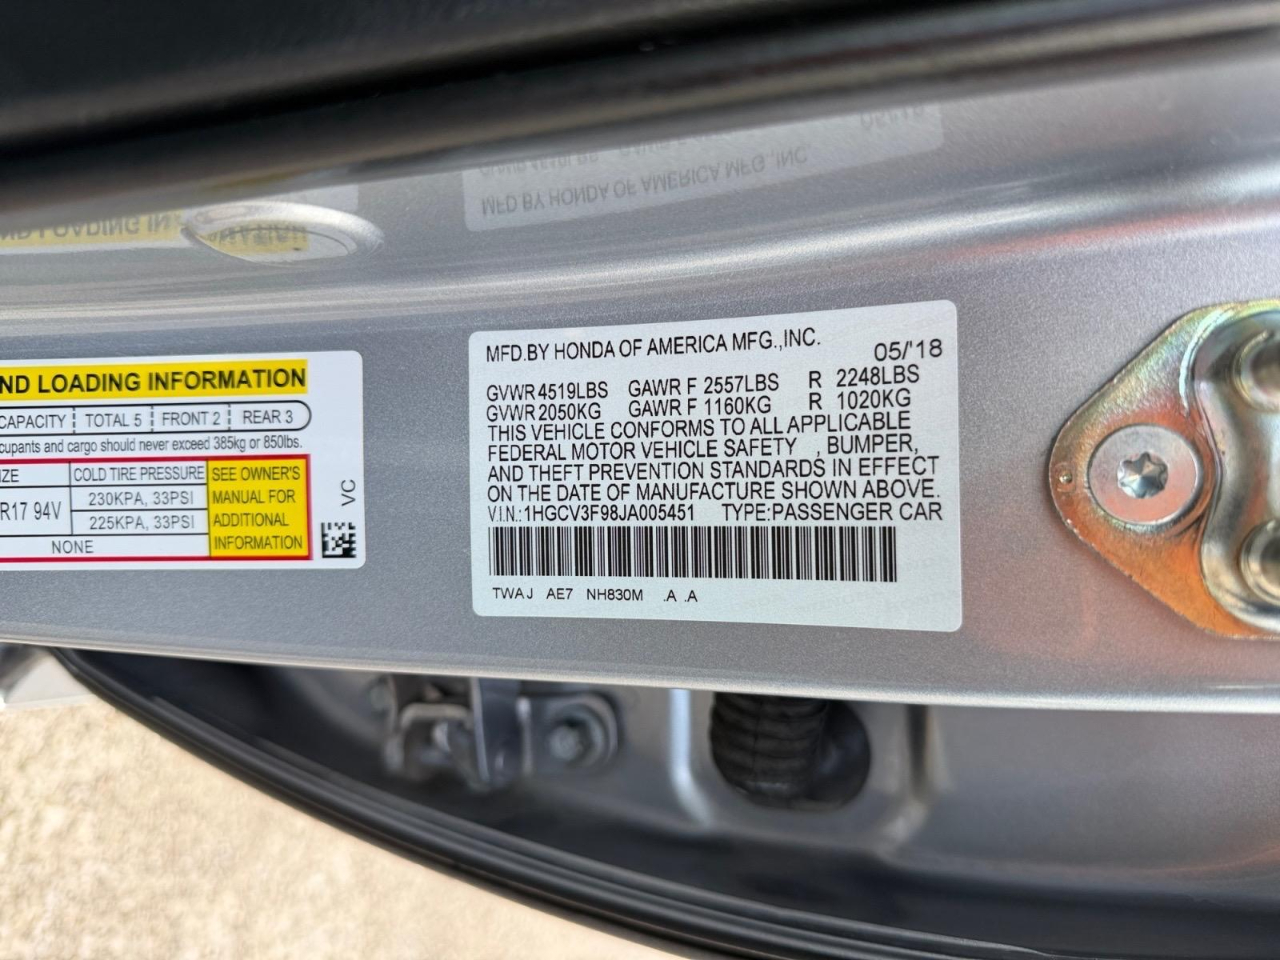 ND LOADING INFORMATION
CAPACITY TOTAL 5 FRONT 2 REAR 3
cupants and cargo should never exceed 385kg or 850lbs.
ZE COLD TIRE PRESSURE SEE OWNER'S MANUAL FOR ADDITIONAL INFORMATION
R17 94V 230KPA, 33PSI
225KPA, 33PSI
NONE
VC
MFD.BY HONDA OF AMERICA MFG.,INC.
05/'18
GVWR 4519LBS GAWR F 2557LBS R 2248LBS
GVWR 2050KG GAWR F 1160KG R 1020KG
THIS VEHICLE CONFORMS TO ALL APPLICABLE
FEDERAL MOTOR VEHICLE SAFETY , BUMPER,
AND THEFT PREVENTION STANDARDS IN EFFECT
ON THE DATE OF MANUFACTURE SHOWN ABOVE.
V.I.N.:1HGCV3F98JA005451 TYPE:PASSENGER CAR
TWAJ AE7 NH830M .A .A